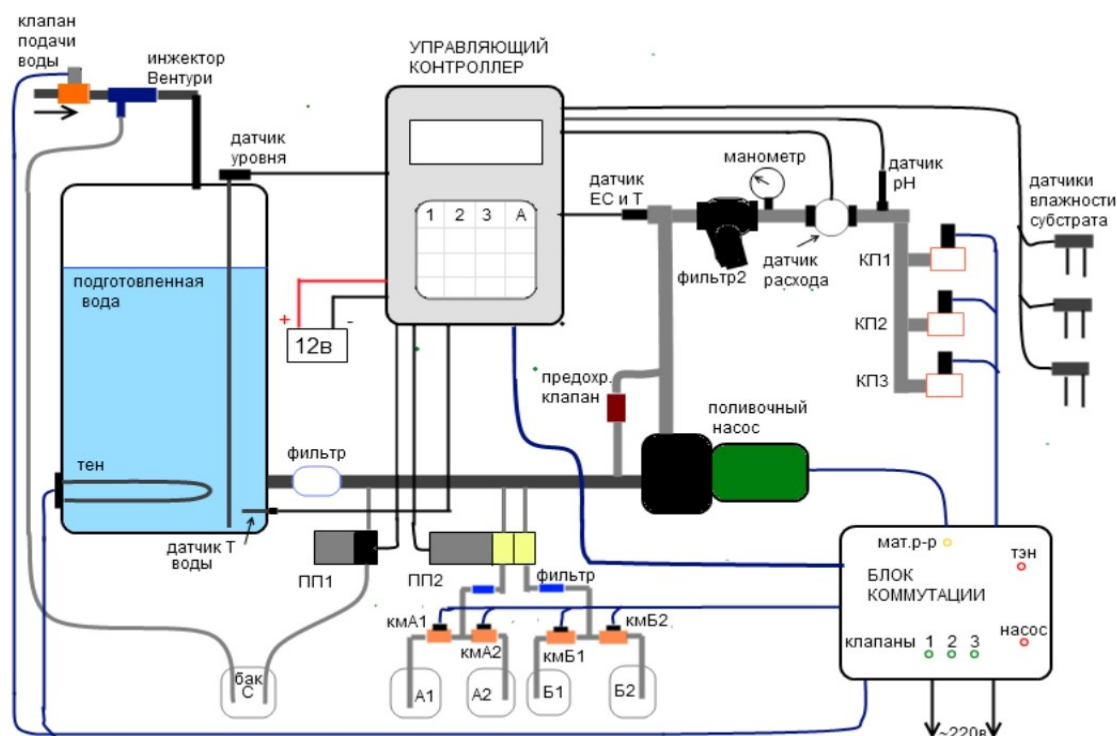 клапан
подачи
воды
инжектор
Вентури
УПРАВЛЯЮЩИЙ
КОНТРОЛЛЕР
датчик
уровня
1 2 3 А
подготовленная
вода
+ -
12в
тен
датчик Т
воды
фильтр
датчик
ЕС и Т
манометр
фильтр2
датчик
расхода
датчик
рН
датчики
влажности
субстрата
КП1
КП2
КП3
предохр.
клапан
поливочный
насос
ПП1
ПП2
фильтр
кмА1
кмА2
кмБ1
кмБ2
бак
С
А1
А2
Б1
Б2
мат.р-р
тэн
БЛОК
КОММУТАЦИИ
клапаны 1 2 3
насос
~220в